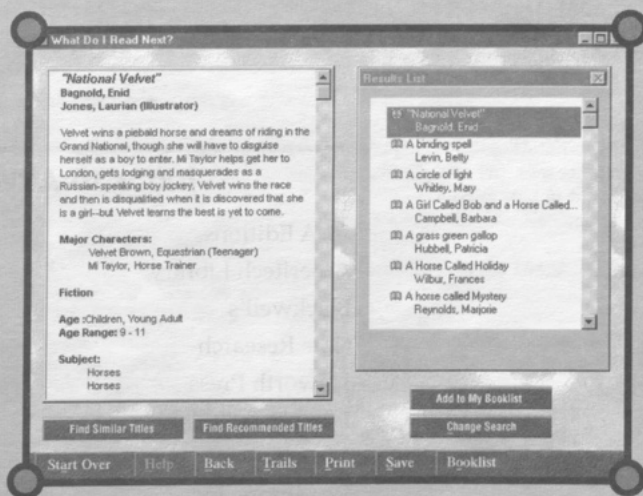 What Do I Read Next?
"National Velvet"
Bagnold, Enid
Jones, Laurian (Illustrator)
Velvet wins a piebald horse and dreams of riding in the
Grand National, though she will have to disguise
herself as a boy to enter. Mi Taylor helps get her to
London, gets lodging and masquerades as a
Russian-speaking boy jockey. Velvet wins the race
and then is disqualified when it is discovered that she
is a girl--but Velvet learns the best is yet to come.
Major Characters:
Velvet Brown, Equestrian (Teenager)
Mi Taylor, Horse Trainer
Fiction
Age :Children, Young Adult
Age Range: 9 - 11
Subject:
Horses
Horses
Find Similar Titles
Find Recommended Titles
Results List
"National Velvet"
Bagnold, Enid
A binding spell
Levin, Betty
A circle of light
Whitley, Mary
A Girl Called Bob and a Horse Called...
Campbell, Barbara
A grass green gallop
Hubbell, Patricia
A Horse Called Holiday
Wilbur, Frances
A horse called Mystery
Reynolds, Marjorie
Add to My Booklist
Change Search
Start Over Help Back Trails Print Save Booklist